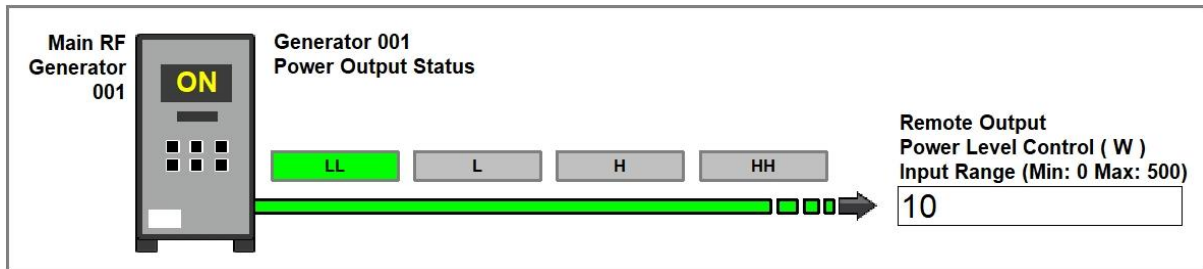 Main RF
Generator
001
ON
Generator 001
Power Output Status
LL
L
H
HH
Remote Output
Power Level Control ( W )
Input Range (Min: 0 Max: 500)
10